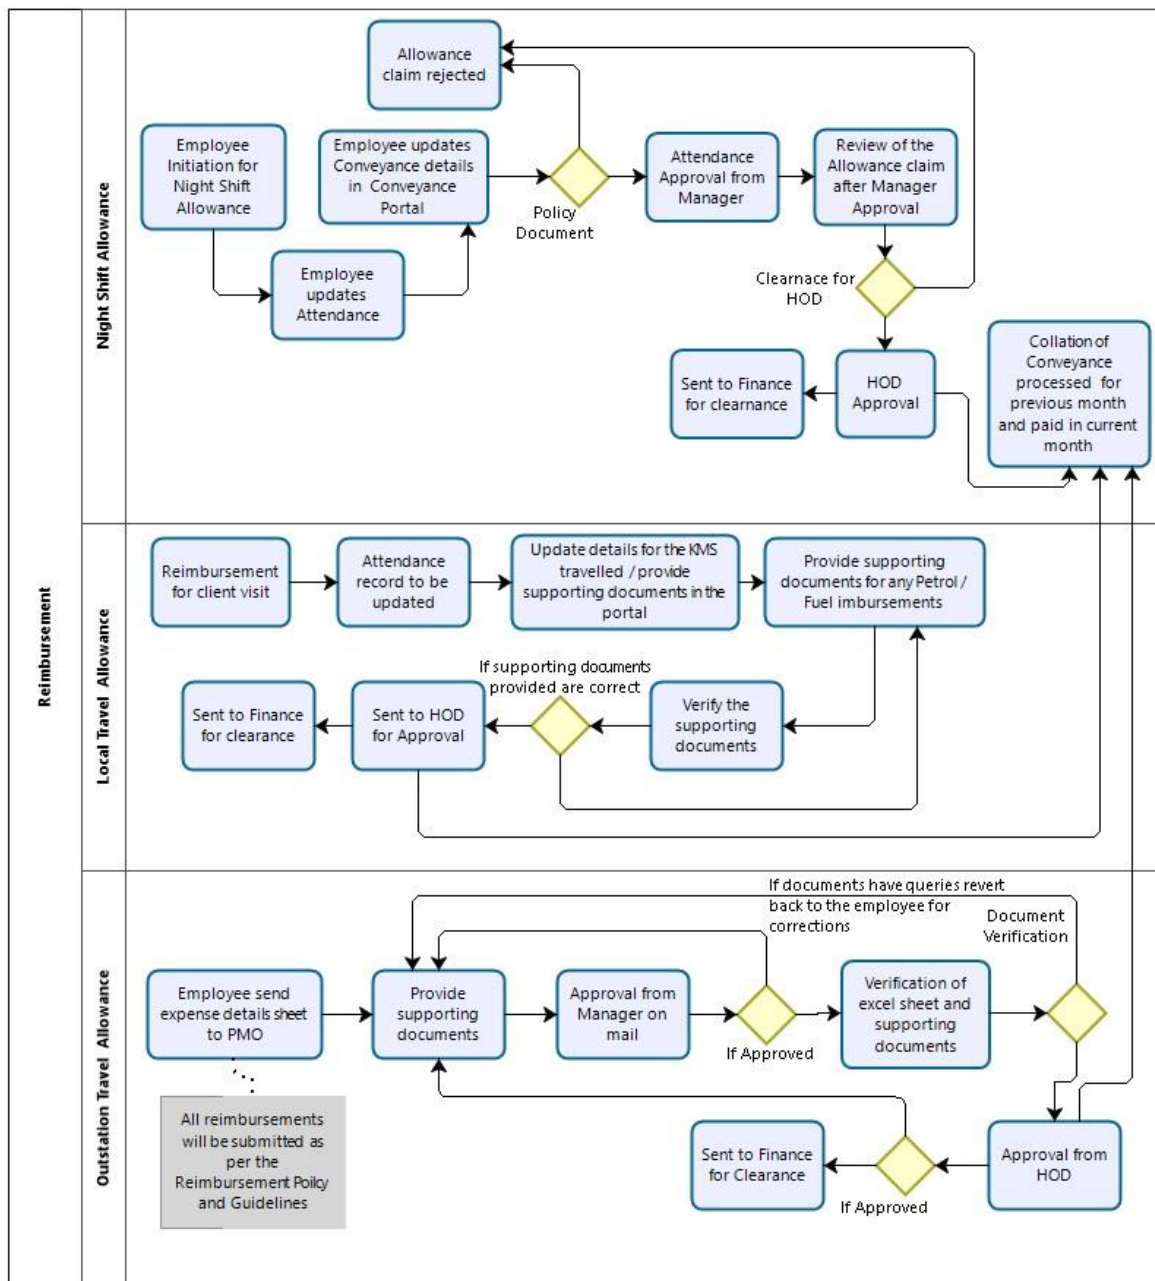 Reimbursement
Night Shift Allowance
Allowance
claim rejected
Employee
Initiation for
Night Shift
Allowance
Employee updates
Conveyance details
in Conveyance
Portal
Policy
Document
Attendance
Approval from
Manager
Review of the
Allowance claim
after Manager
Approval
Employee
updates
Attendance
Clearnace for
HOD
Sent to Finance
for clearnance
HOD
Approval
Collation of
Conveyance
processed for
previous month
and paid in current
month
Local Travel Allowance
Reimbursement
for client visit
Attendance
record to be
updated
Update details for the KMS
travelled / provide
supporting documents in the
portal
Provide supporting
documents for any Petrol /
Fuel imbursements
If supporting documents
provided are correct
Sent to Finance
for clearance
Sent to HOD
for Approval
Verify the
supporting
documents
Outstation Travel Allowance
If documents have queries revert
back to the employee for
corrections
Document
Verification
Employee send
expense details sheet
to PMO
Provide
supporting
documents
Approval from
Manager on
mail
If Approved
Verification of
excel sheet and
supporting
documents
All reimbursements
will be submitted as
per the
Reimbursement Poilcy
and Guidelines
Sent to Finance
for Clearance
If Approved
Approval from
HOD